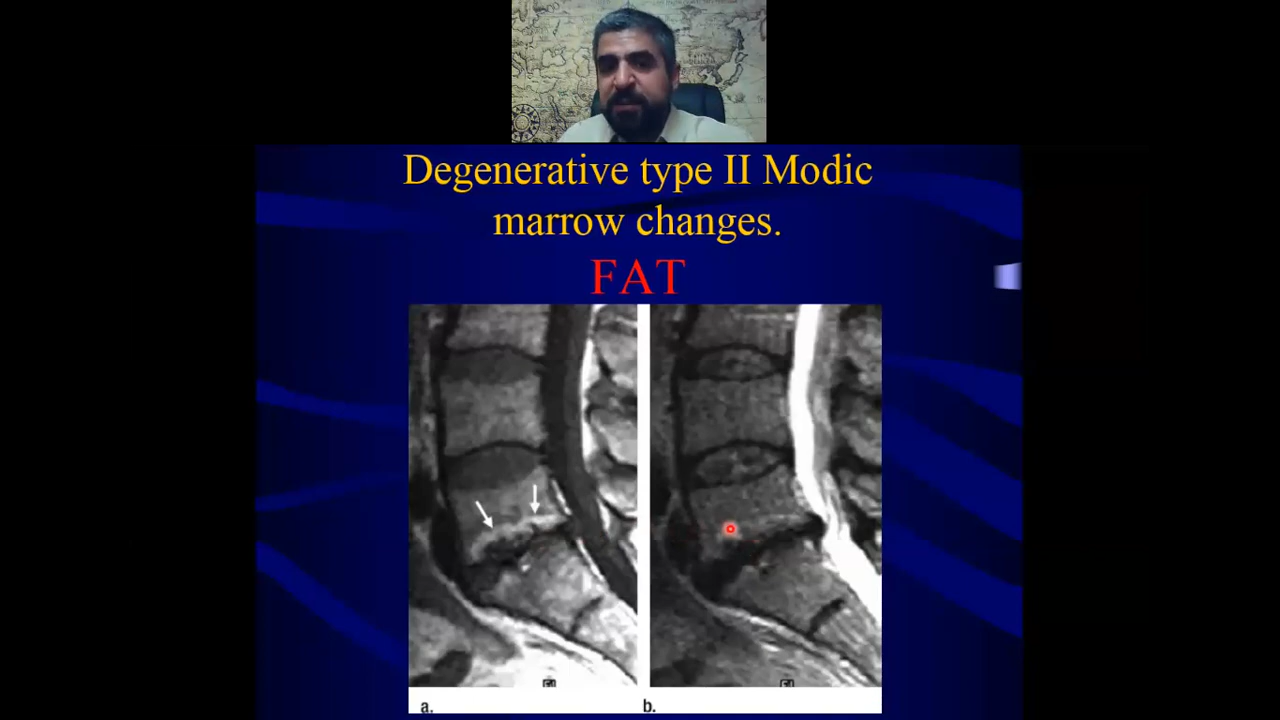 Degenerative type II Modic
marrow changes.
FAT
a. b.